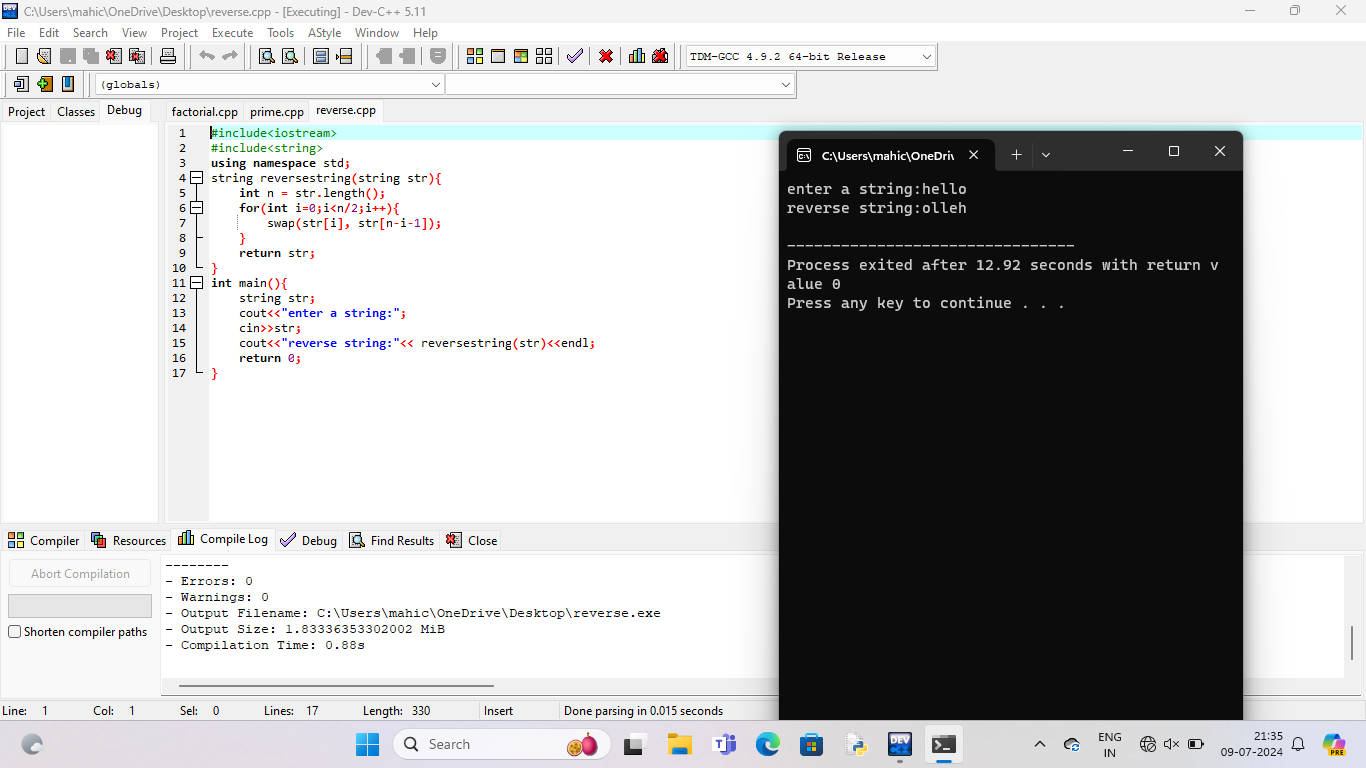 C:\Users\mahic\OneDrive\Desktop\reverse.cpp - [Executing] - Dev-C++ 5.11
File Edit Search View Project Execute Tools AStyle Window Help
TDM-GCC 4.9.2 64-bit Release
(globals)
Project Classes Debug
factorial.cpp prime.cpp reverse.cpp
1 #include<iostream>
2 #include<string>
3 using namespace std;
4 string reversestring(string str){
5 int n = str.length();
6 for(int i=0;i<n/2;i++){
7 swap(str[i], str[n-i-1]);
8 }
9 return str;
10 }
11 int main(){
12 string str;
13 cout<<"enter a string:";
14 cin>>str;
15 cout<<"reverse string:"<< reversestring(str)<<endl;
16 return 0;
17 }
C:\Users\mahic\OneDri
enter a string:hello
reverse string:olleh
--------------------------------
Process exited after 12.92 seconds with return v
alue 0
Press any key to continue . . .
Compiler Resources Compile Log Debug Find Results Close
Abort Compilation
Shorten compiler paths
--------
- Errors: 0
- Warnings: 0
- Output Filename: C:\Users\mahic\OneDrive\Desktop\reverse.exe
- Output Size: 1.83336353302002 MiB
- Compilation Time: 0.88s
Line: 1 Col: 1 Sel: 0 Lines: 17 Length: 330 Insert Done parsing in 0.015 seconds
Search
DEV
ENG
IN
21:35
09-07-2024
PRE